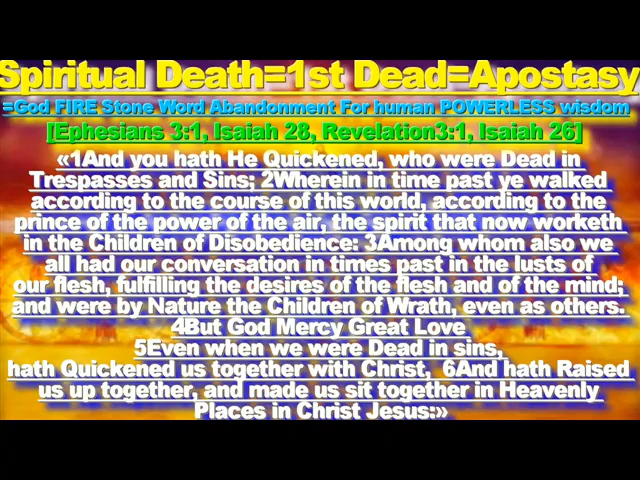 Spiritual Death=1st Dead=Apostasy
=God FIRE Stone Word Abandonment For human POWERLESS wisdom
[Ephesians 3:1, Isaiah 28, Revelation3:1, Isaiah 26]
«1And you hath He Quickened, who were Dead in
Trespasses and Sins; 2Wherein in time past ye walked
according to the course of this world, according to the
prince of the power of the air, the spirit that now worketh
in the Children of Disobedience: 3Among whom also we
all had our conversation in times past in the lusts of
our flesh, fulfilling the desires of the flesh and of the mind;
and were by Nature the Children of Wrath, even as others.
4But God Mercy Great Love
5Even when we were Dead in sins,
hath Quickened us together with Christ, 6And hath Raised
us up together, and made us sit together in Heavenly
Places in Christ Jesus:»